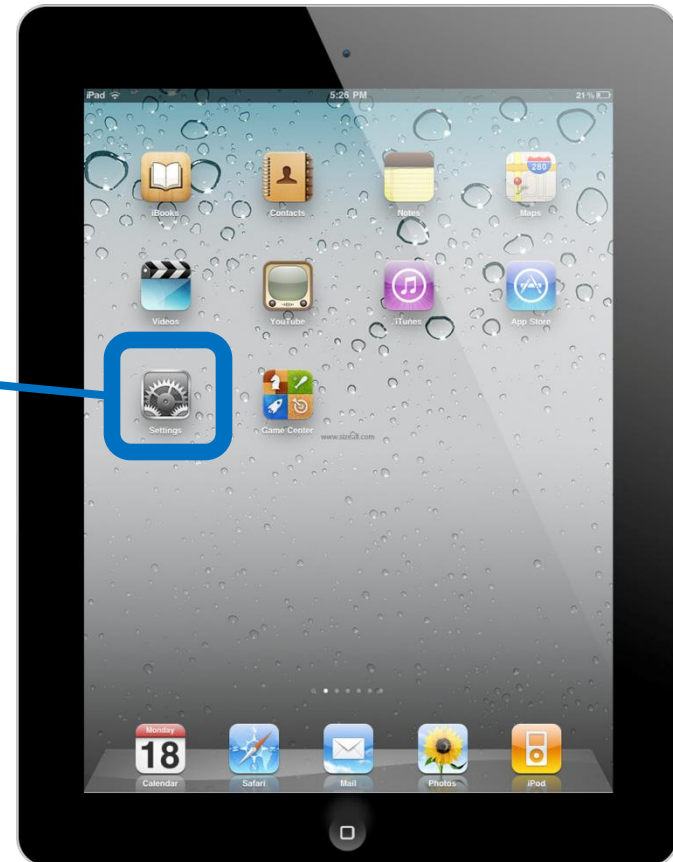 iPad 5:26 PM 21%
iBooks Contacts Notes Maps
280
Videos YouTube iTunes App Store
Settings Game Center
www.sizeall.com
Monday
18
Calendar Safari Mail Photos iPod